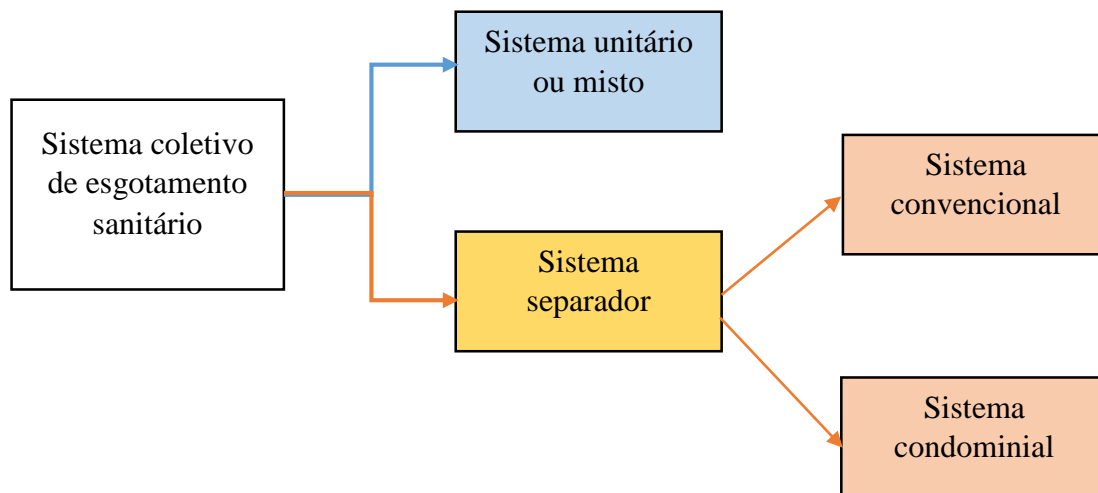 Sistema coletivo
de esgotamento
sanitário
Sistema unitário
ou misto
Sistema
separador
Sistema
convencional
Sistema
condominial